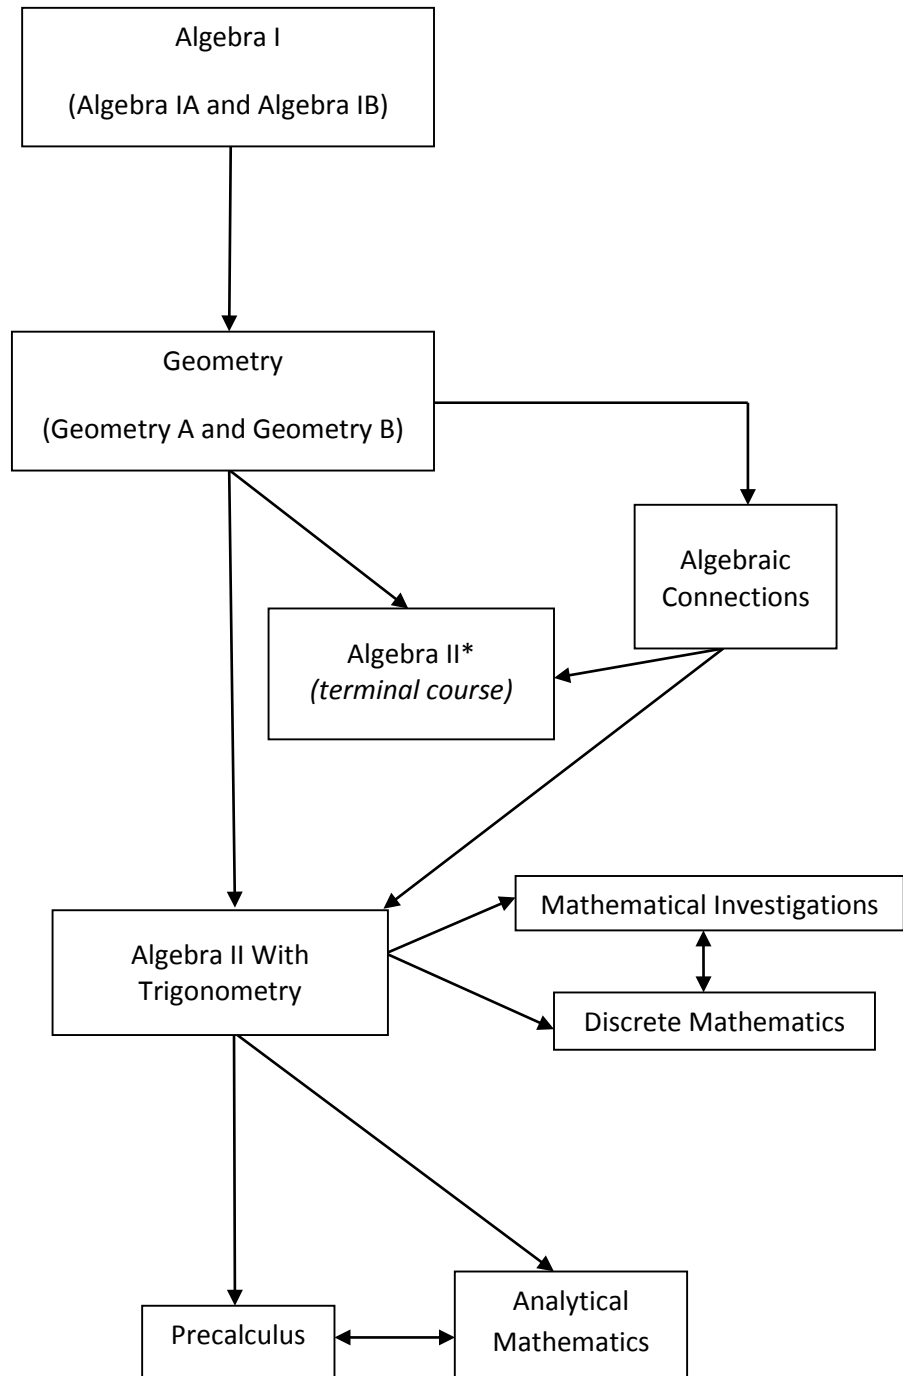 Algebra I
(Algebra IA and Algebra IB)
Geometry
(Geometry A and Geometry B)
Algebraic
Connections
Algebra II*
(terminal course)
Mathematical Investigations
Algebra II With
Trigonometry
Discrete Mathematics
Analytical
Mathematics
Precalculus